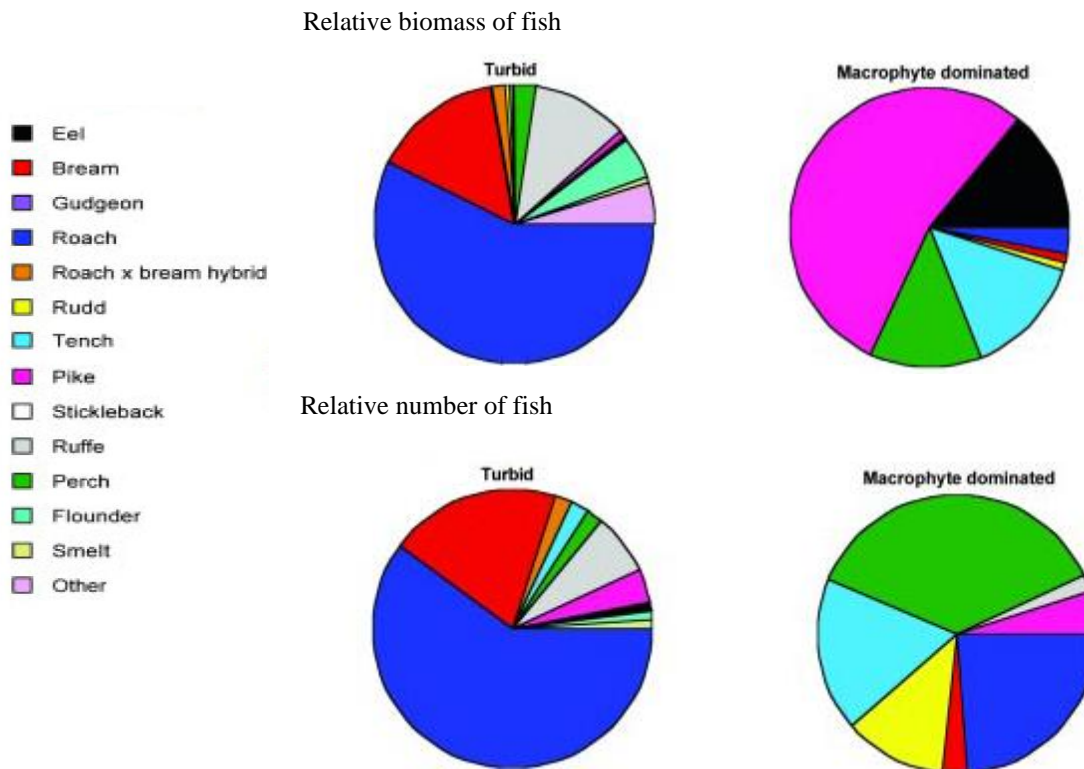 Relative biomass of fish
Turbid
Macrophyte dominated
Eel
Bream
Gudgeon
Roach
Roach x bream hybrid
Rudd
Tench
Pike
Stickleback
Ruffe
Perch
Flounder
Smelt
Other
Relative number of fish
Turbid
Macrophyte dominated